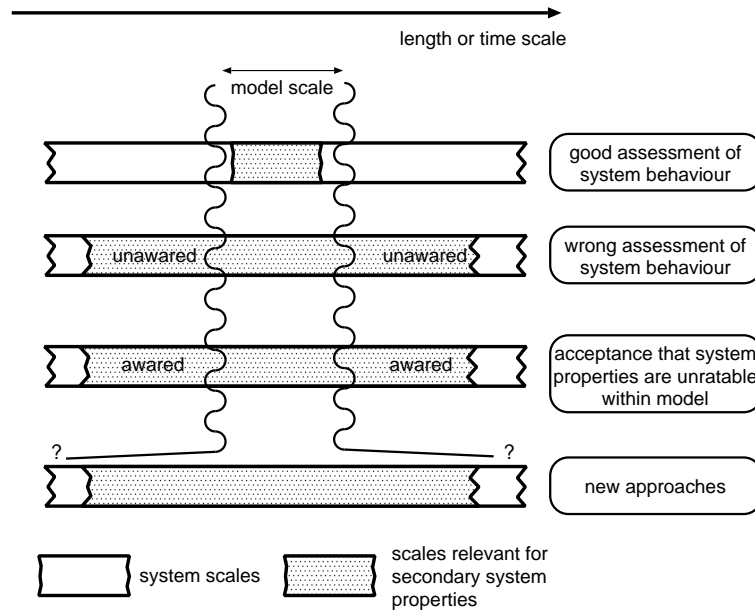 length or time scale
model scale
good assessment of
system behaviour
unawared
unawared
wrong assessment of
system behaviour
awared
awared
acceptance that system
properties are unratable
within model
?
?
new approaches
system scales
scales relevant for
secondary system
properties